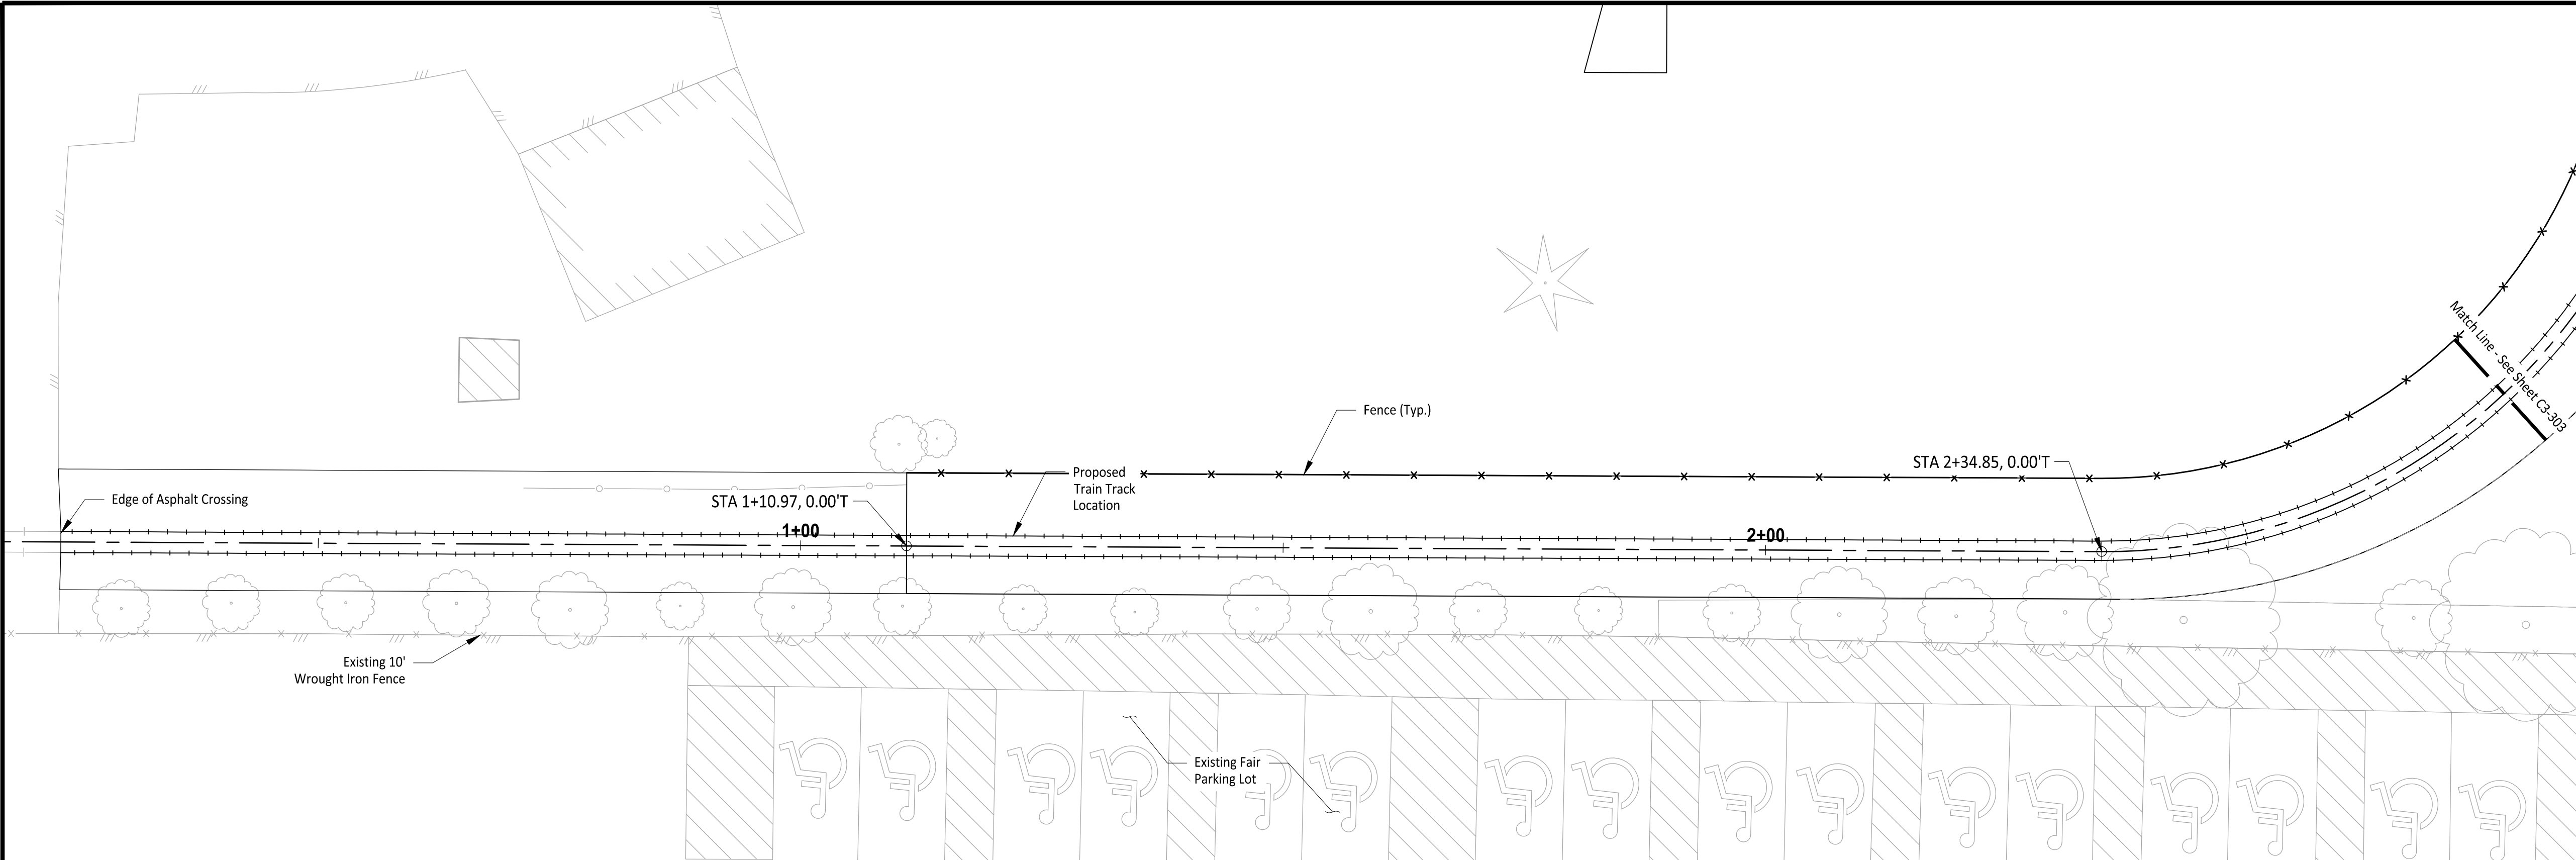 Match Line - See Sheet C3-303
Fence (Typ.)
STA 2+34.85, 0.00'T
Proposed
Train Track
Location
Edge of Asphalt Crossing
STA 1+10.97, 0.00'T
1+00
2+00
Existing 10'
Wrought Iron Fence
Existing Fair
Parking Lot